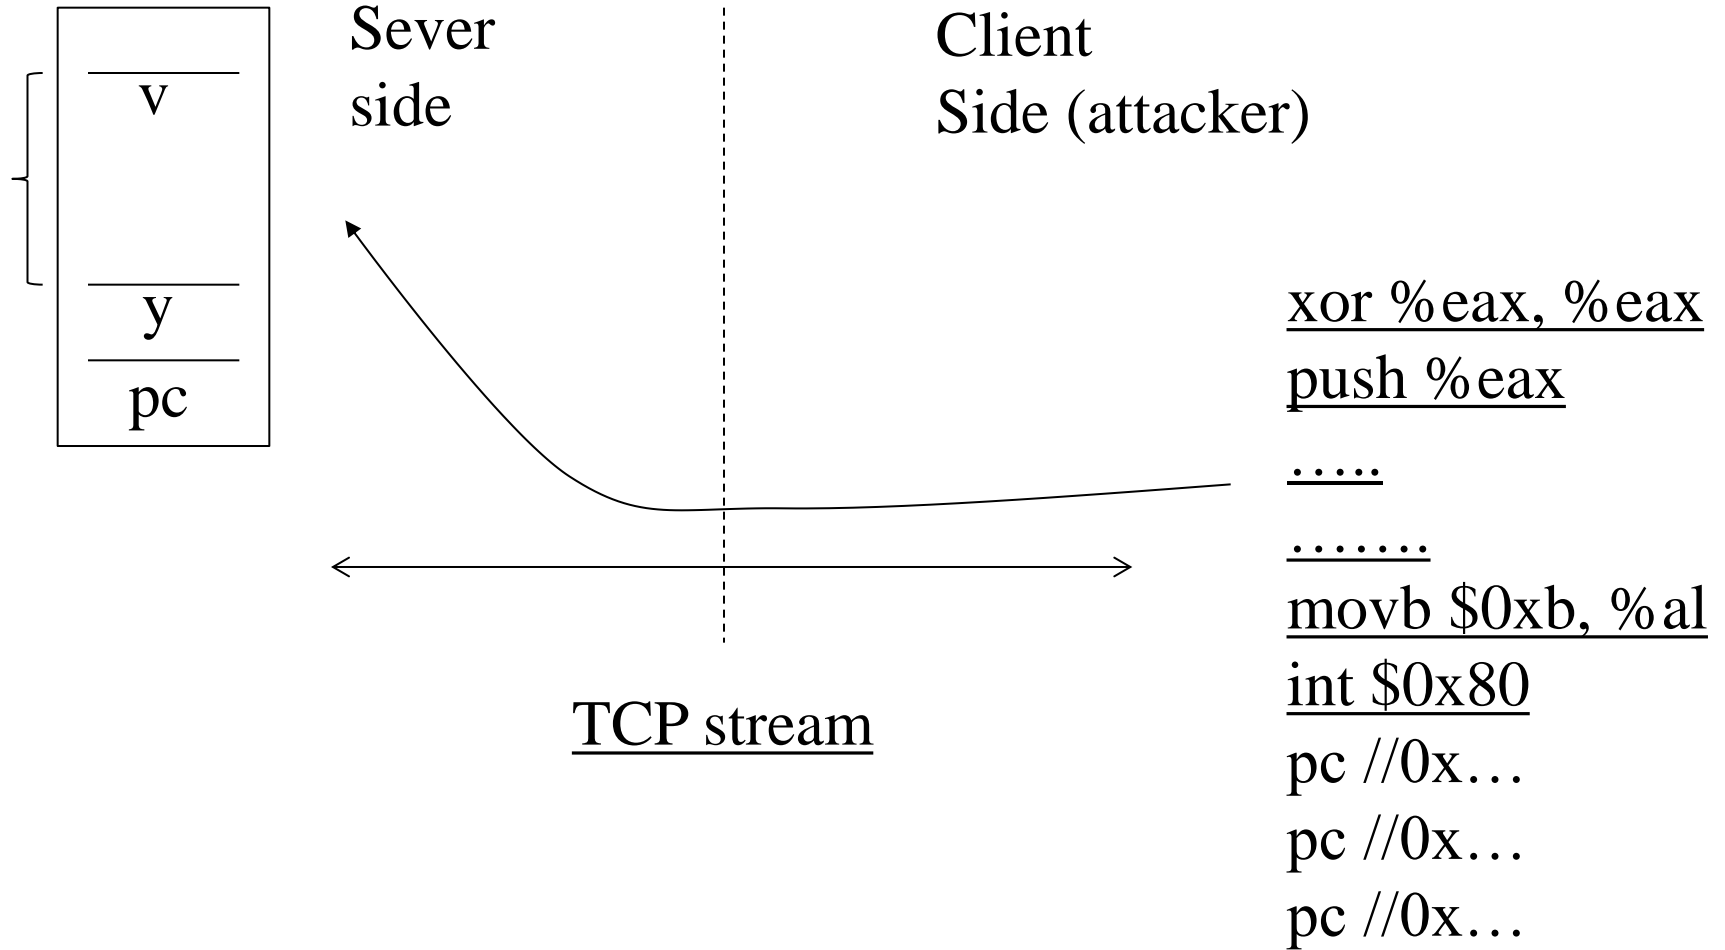 v
y
pc
Sever
side
Client
Side (attacker)
TCP stream
xor %eax, %eax
push %eax
…..
…….
movb $0xb, %al
int $0x80
pc //0x…
pc //0x…
pc //0x…